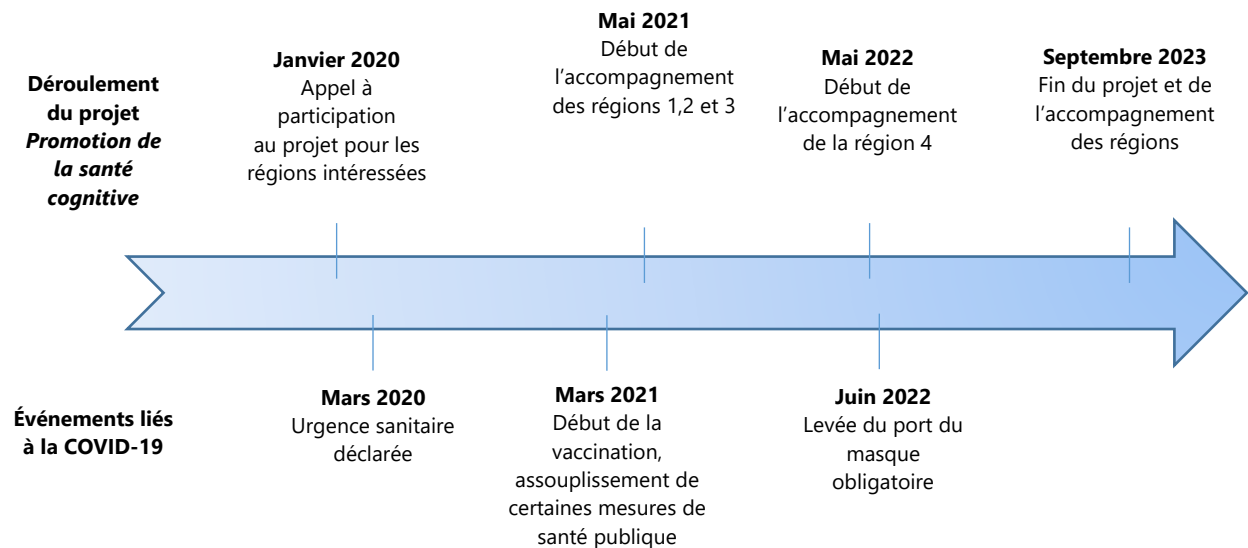 Déroulement
du projet
Promotion de
la santé
cognitive
Janvier 2020
Appel à
participation
au projet pour les
régions intéressées
Mai 2021
Début de
l'accompagnement
des régions 1,2 et 3
Mai 2022
Début de
l'accompagnement
de la région 4
Septembre 2023
Fin du projet et de
l'accompagnement
des régions
Événements liés
à la COVID-19
Mars 2020
Urgence sanitaire
déclarée
Mars 2021
Début de la
vaccination,
assouplissement de
certaines mesures de
santé publique
Juin 2022
Levée du port du
masque
obligatoire